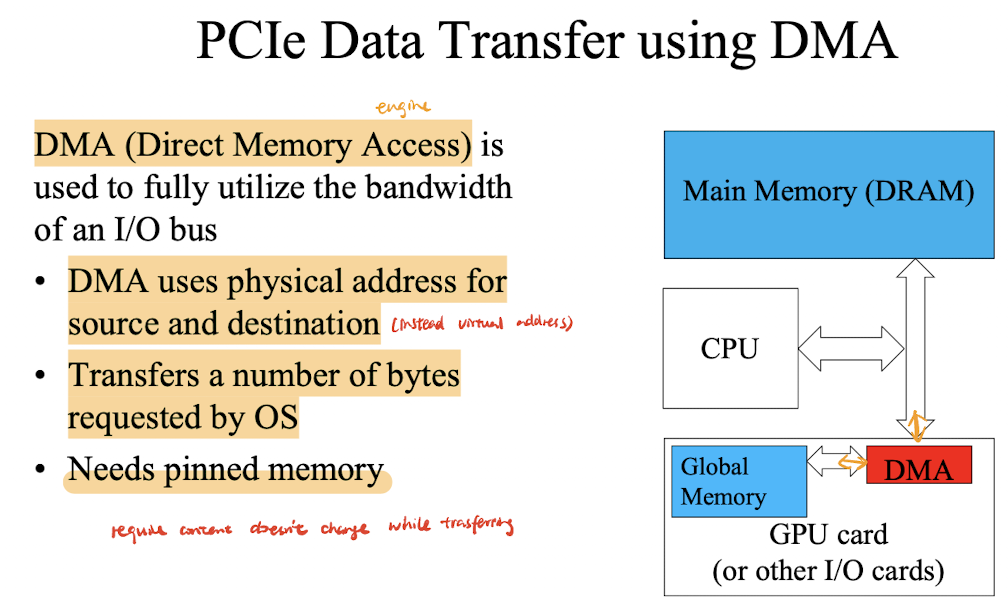 PCIe Data Transfer using DMA
engine
DMA (Direct Memory Access) is
used to fully utilize the bandwidth
of an I/O bus
• DMA uses physical address for
source and destination (instead virtual address)
• Transfers a number of bytes
requested by OS
• Needs pinned memory
require content doesn't change while trasferring
Main Memory (DRAM)
CPU
Global
Memory
DMA
GPU card
(or other I/O cards)